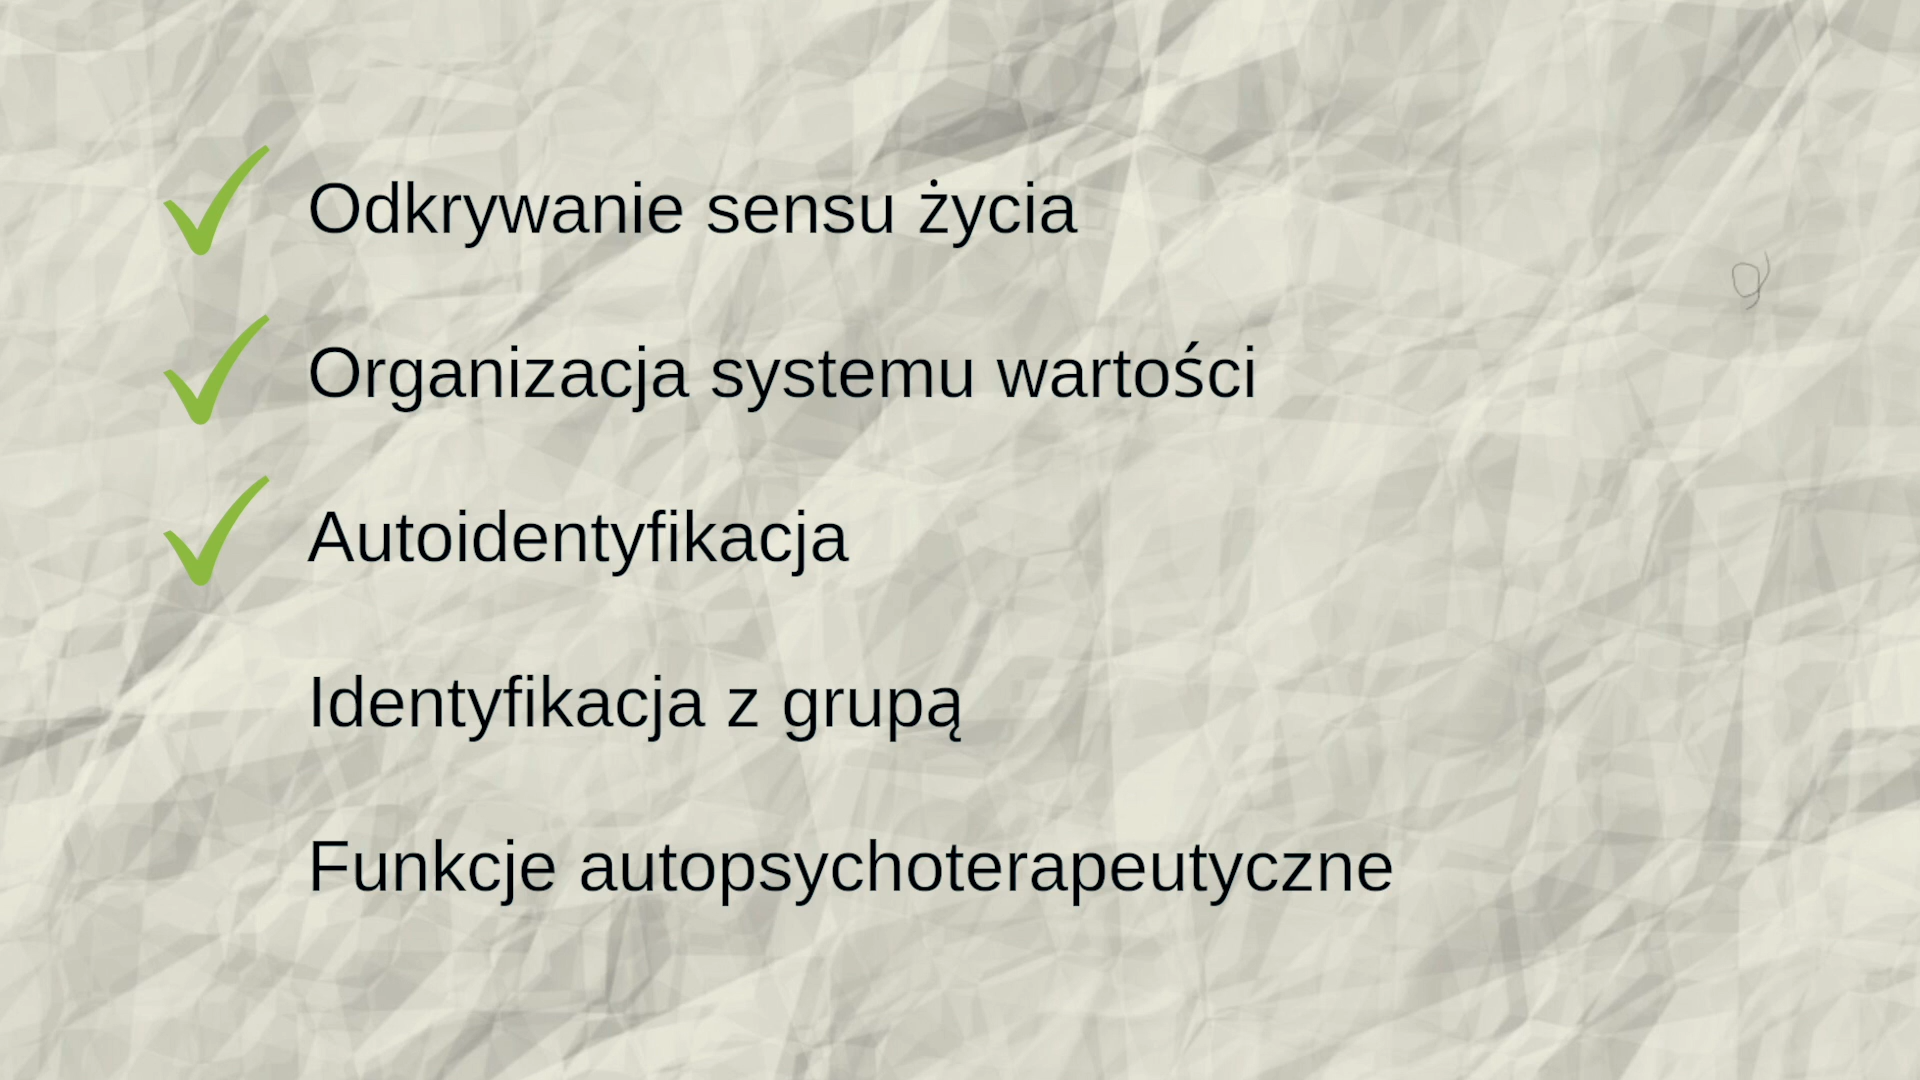 Odkrywanie sensu życia
Organizacja systemu wartości
Autoidentyfikacja
Identyfikacja z grupą
Funkcje autopsychoterapeutyczne